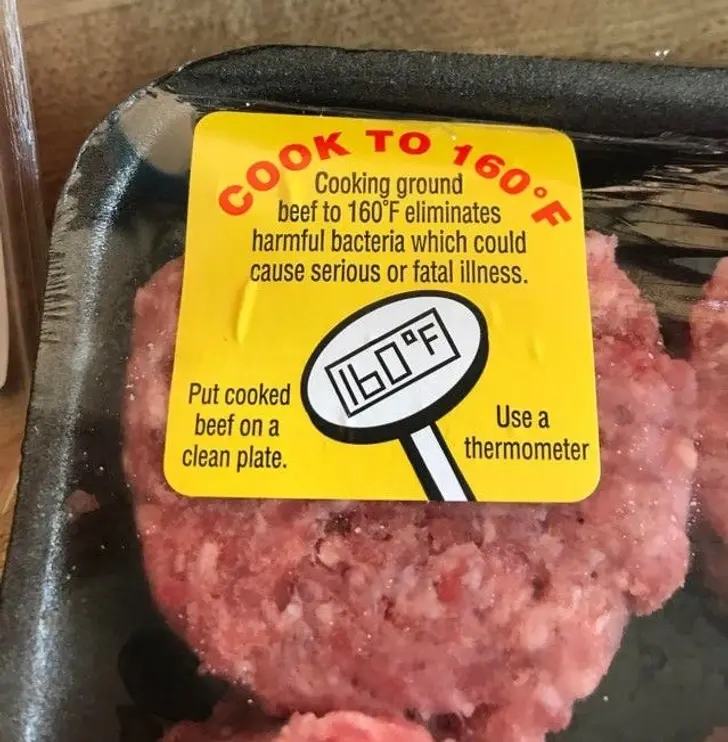 COOK TO 160°F
Cooking ground
beef to 160°F eliminates
harmful bacteria which could
cause serious or fatal illness.
160°F
Put cooked
beef on a
clean plate.
Use a
thermometer